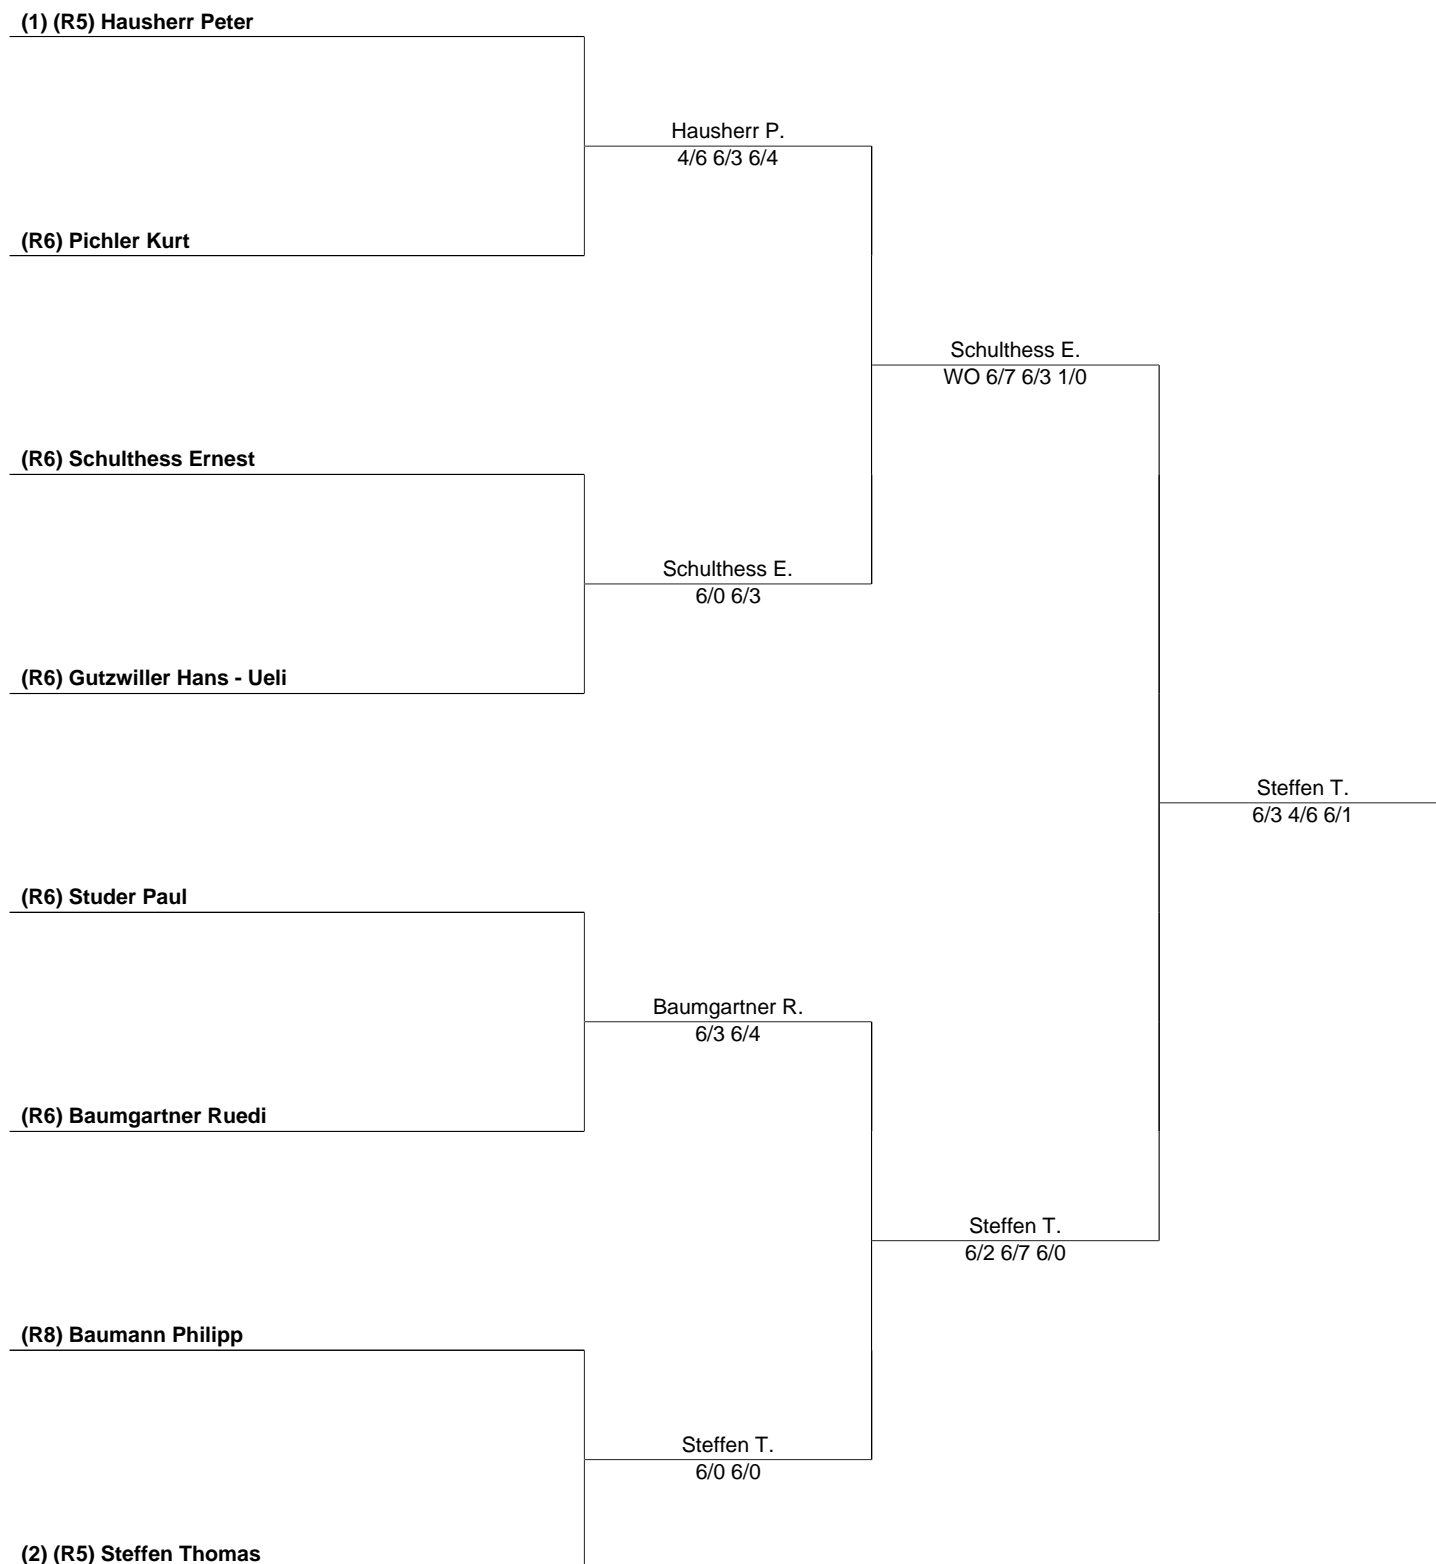 (1) (R5) Hausherr Peter
Hausherr P.
4/6 6/3 6/4
(R6) Pichler Kurt
Schulthess E.
WO 6/7 6/3 1/0
(R6) Schulthess Ernest
Schulthess E.
6/0 6/3
(R6) Gutzwiller Hans - Ueli
Steffen T.
6/3 4/6 6/1
(R6) Studer Paul
Baumgartner R.
6/3 6/4
(R6) Baumgartner Ruedi
Steffen T.
6/2 6/7 6/0
(R8) Baumann Philipp
Steffen T.
6/0 6/0
(2) (R5) Steffen Thomas